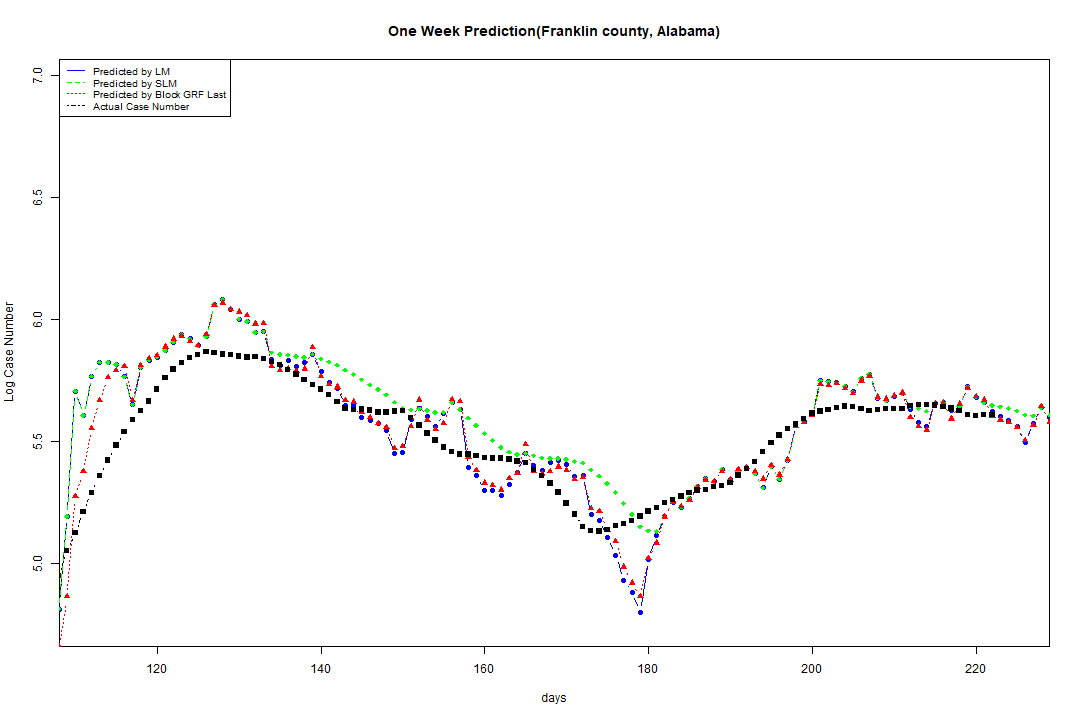 One Week Prediction(Franklin county, Alabama)
Predicted by LM
Predicted by SLM
Predicted by Block GRF Last
Actual Case Number
7.0
6.5
6.0
5.5
5.0
Log Case Number
120 140 160 180 200 220
days